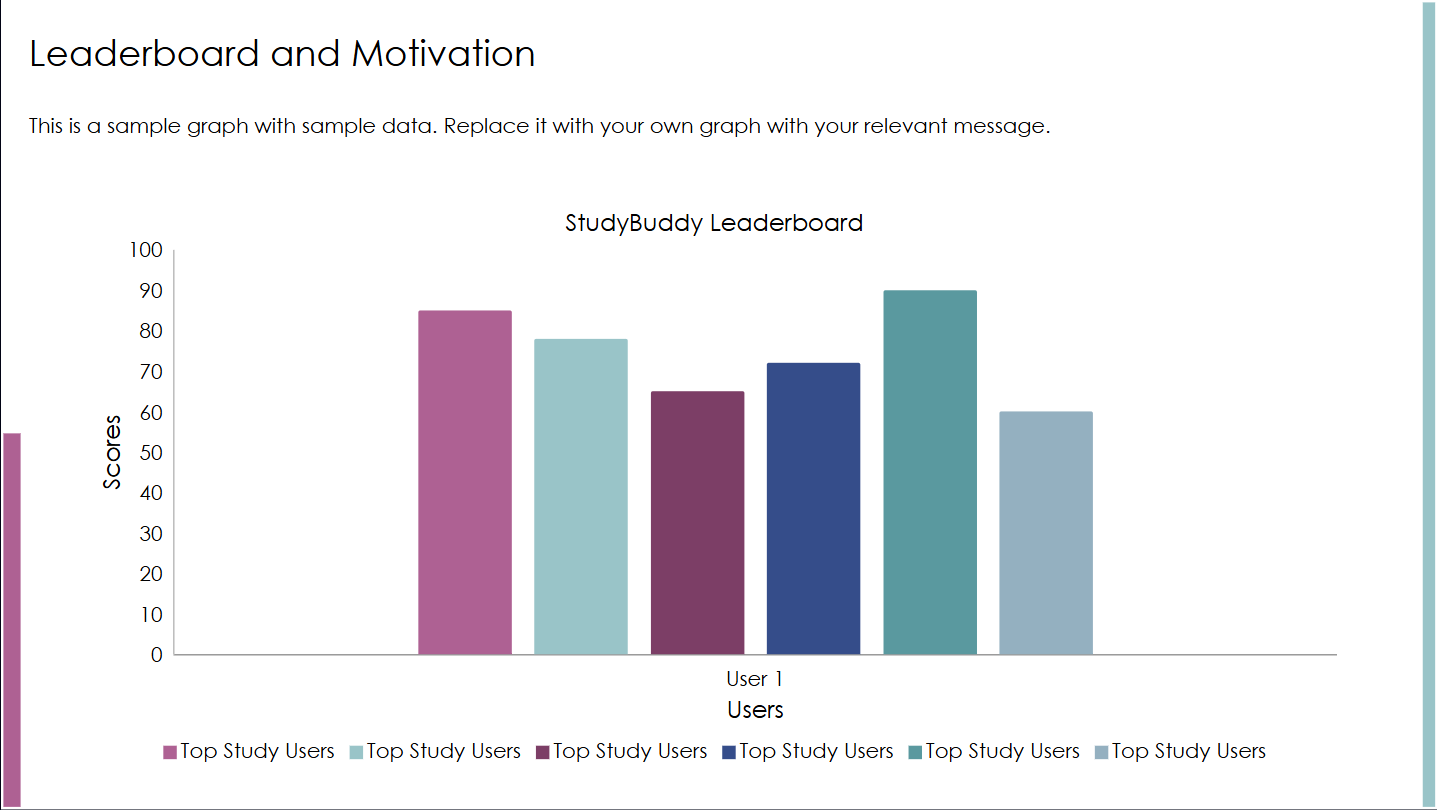 Leaderboard and Motivation
This is a sample graph with sample data. Replace it with your own graph with your relevant message.
StudyBuddy Leaderboard
100
90
80
70
60
50
40
30
20
10
0
Scores
User 1
Users
Top Study Users Top Study Users Top Study Users Top Study Users Top Study Users Top Study Users